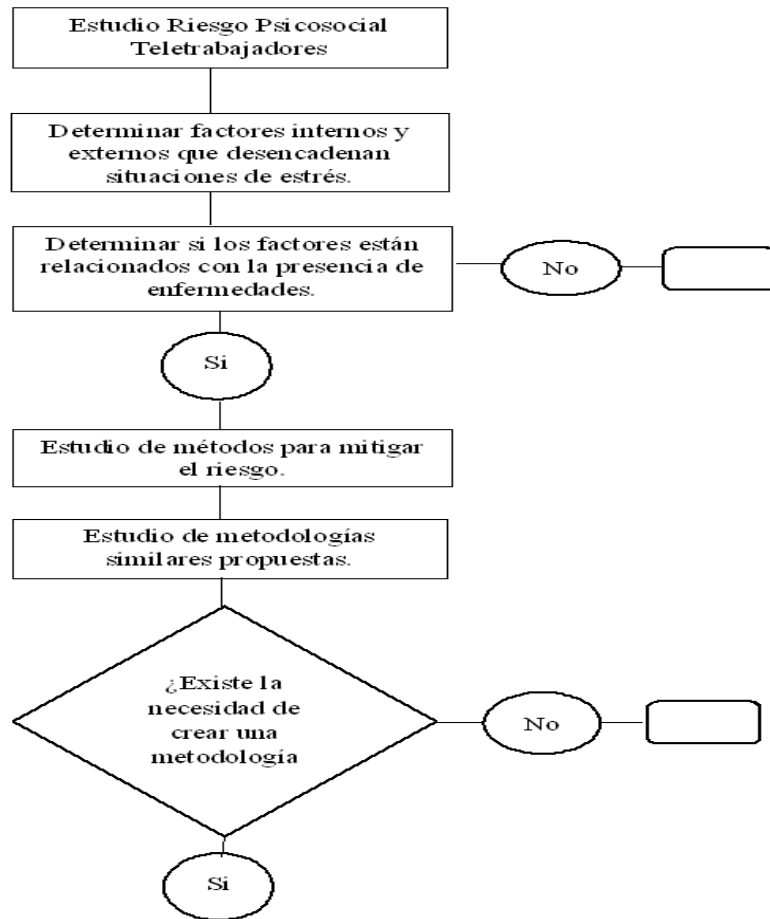 Estudio Riesgo Psicosocial
Teletrabajadores
Determinar factores internos y
externos que desencadenan
situaciones de estrés.
Determinar si los factores están
relacionados con la presencia de
enfermedades.
No
Si
Estudio de métodos para mitigar
el riesgo.
Estudio de metodologías
similares propuestas.
¿Existe la
necesidad de
crear una
metodología
No
Si